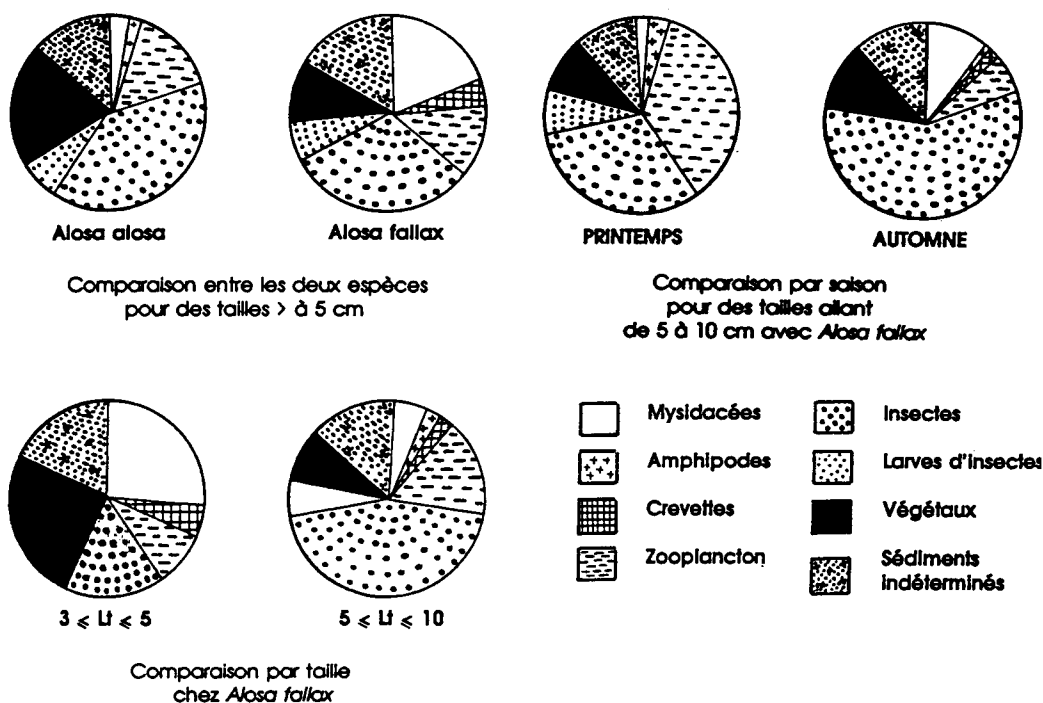 Alosa alosa
Alosa fallax
Comparaison entre les deux espèces
pour des tailles > à 5 cm
PRINTEMPS
AUTOMNE
Comparaison par saison
pour des tailles allant
de 5 à 10 cm avec Alosa fallax
3 ⩽ Lt ⩽ 5
5 ⩽ Lt ⩽ 10
Comparaison par taille
chez Alosa fallax
Mysidacées
Amphipodes
Crevettes
Zooplancton
Insectes
Larves d'insectes
Végétaux
Sédiments
indéterminés